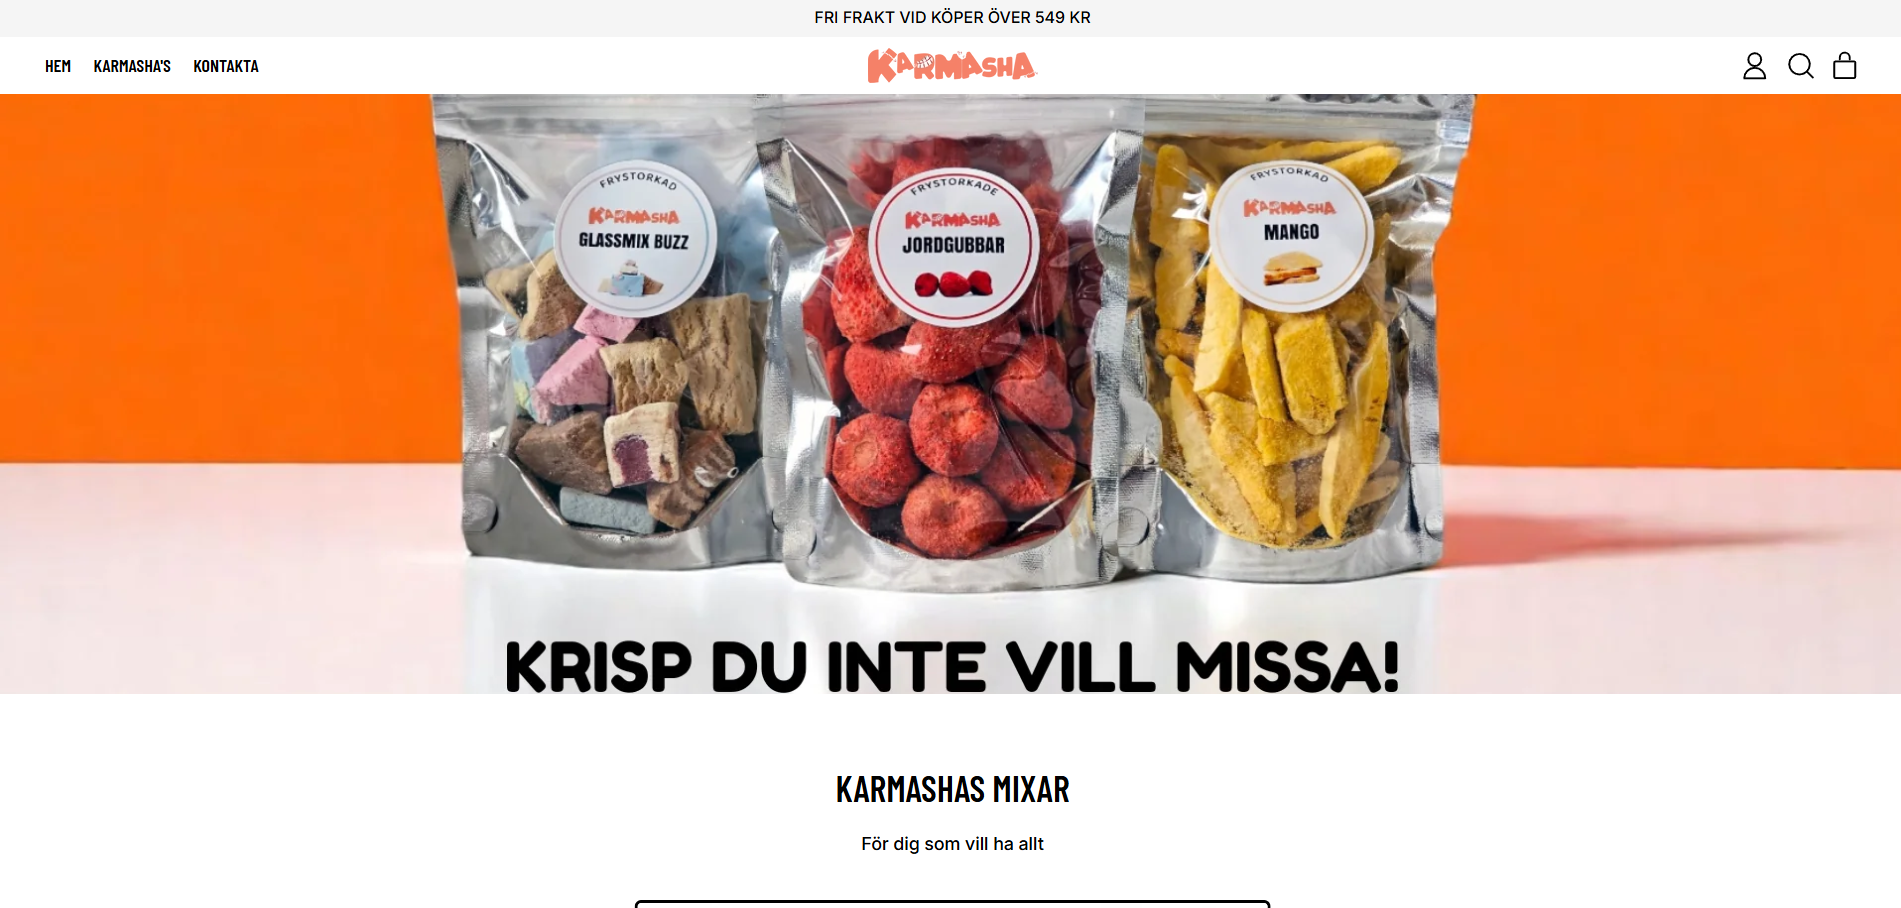 FRI FRAKT VID KÖPER ÖVER 549 KR
HEM KARMASHA'S KONTAKTA
KARMASHA
FRYSTORKAD
KARMASHA
GLASSMIX BUZZ
FRYSTORKADE
KARMASHA
JORDGUBBAR
FRYSTORKAD
KARMASHA
MANGO
KRISP DU INTE VILL MISSA!
KARMASHAS MIXAR
För dig som vill ha allt